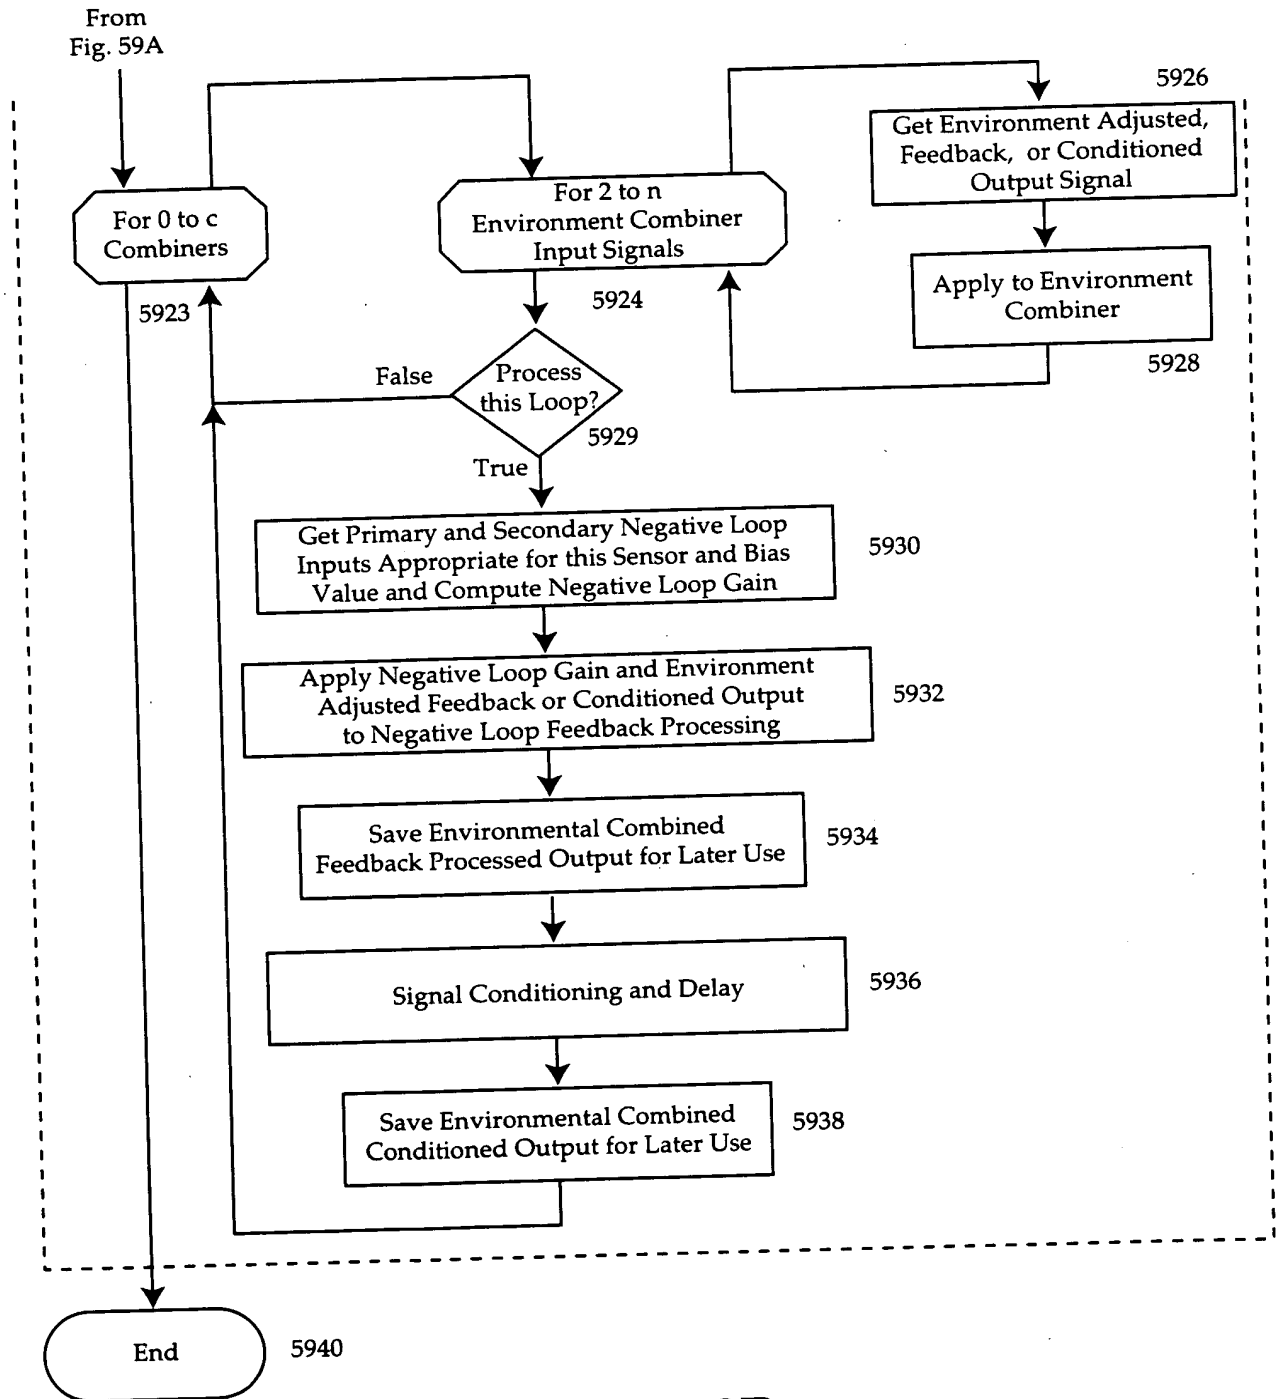 From
Fig. 59A
For 0 to c
Combiners
5923
For 2 to n
Environment Combiner
Input Signals
5924
5926
Get Environment Adjusted,
Feedback, or Conditioned
Output Signal
Apply to Environment
Combiner
5928
Process
this Loop?
5929
False
True
Get Primary and Secondary Negative Loop
Inputs Appropriate for this Sensor and Bias
Value and Compute Negative Loop Gain
5930
Apply Negative Loop Gain and Environment
Adjusted Feedback or Conditioned Output
to Negative Loop Feedback Processing
5932
Save Environmental Combined
Feedback Processed Output for Later Use
5934
Signal Conditioning and Delay
5936
Save Environmental Combined
Conditioned Output for Later Use
5938
End
5940